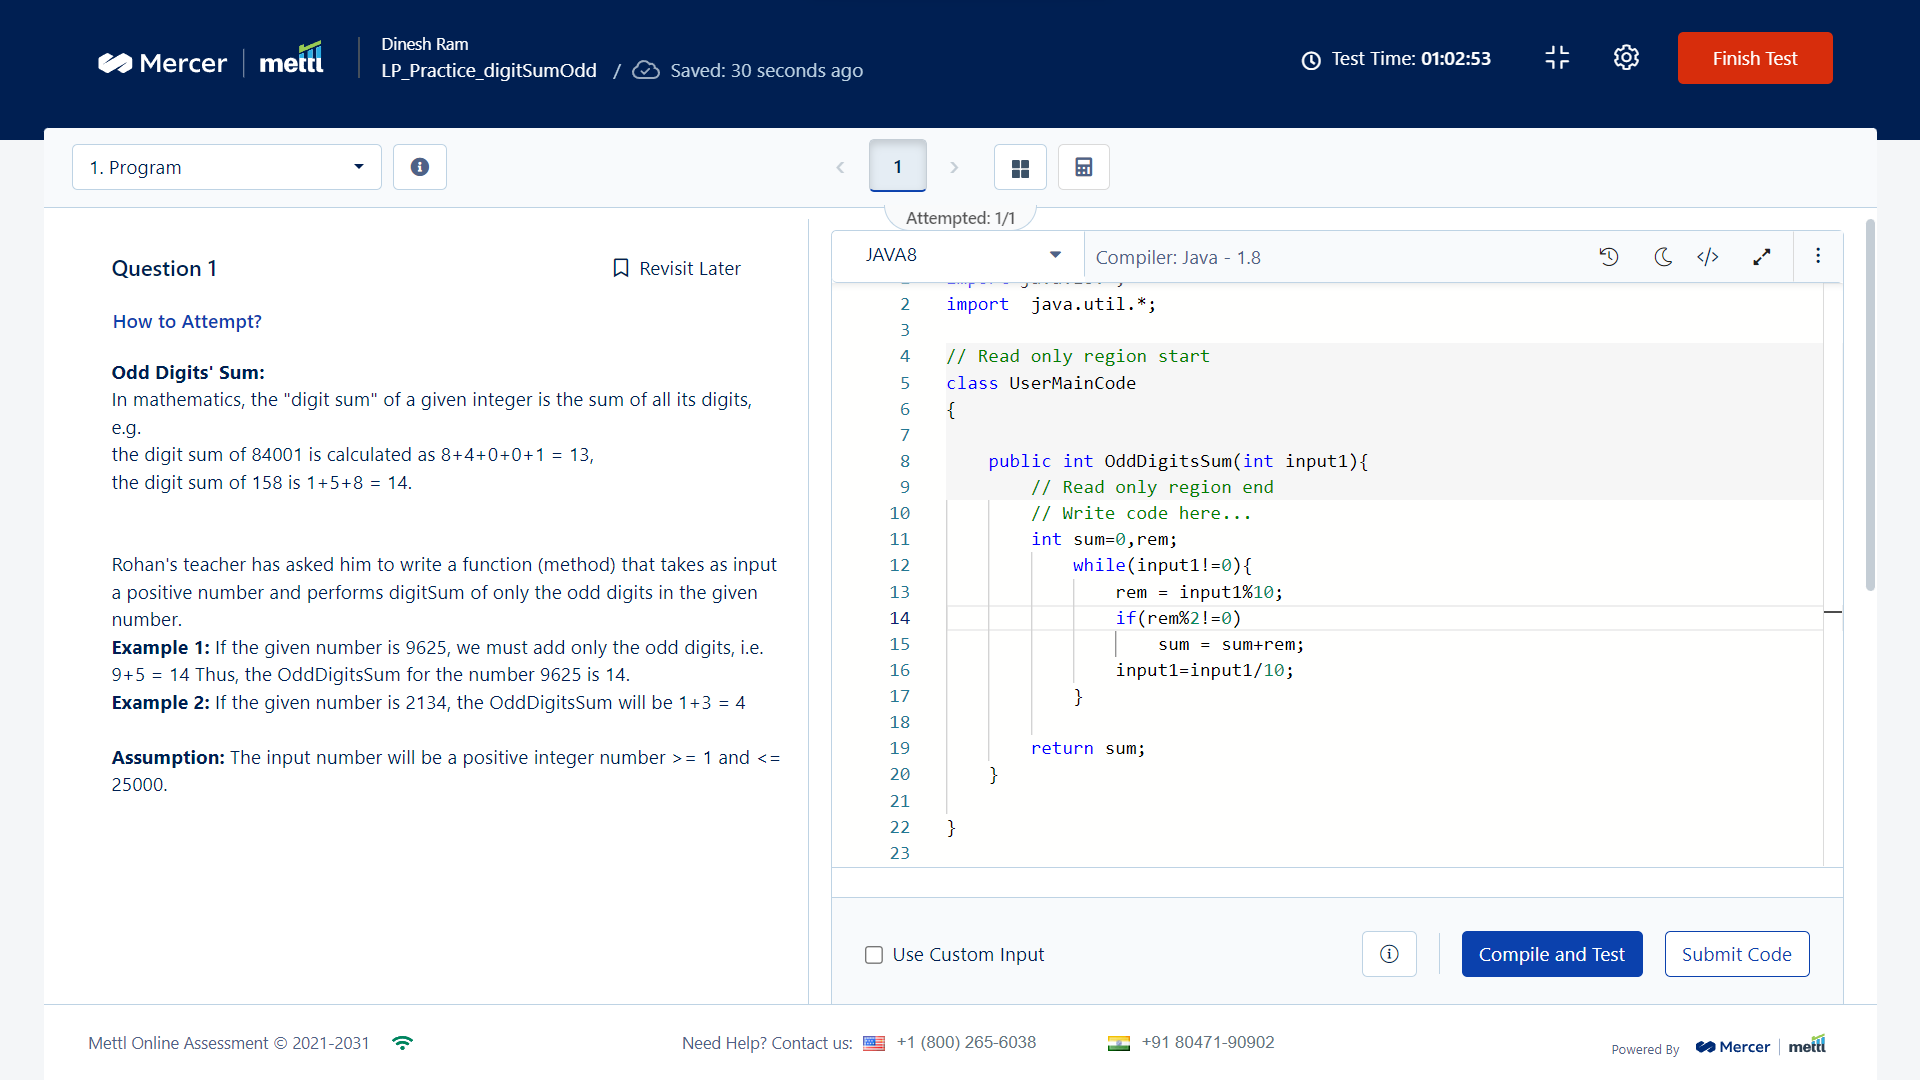 Mercer | mettl
Dinesh Ram
LP_Practice_digitSumOdd / Saved: 30 seconds ago
Test Time: 01:02:53
Finish Test
1. Program
1
Attempted: 1/1
Question 1
Revisit Later
How to Attempt?
Odd Digits' Sum:
In mathematics, the "digit sum" of a given integer is the sum of all its digits,
e.g.
the digit sum of 84001 is calculated as 8+4+0+0+1 = 13,
the digit sum of 158 is 1+5+8 = 14.
Rohan's teacher has asked him to write a function (method) that takes as input
a positive number and performs digitSum of only the odd digits in the given
number.
Example 1: If the given number is 9625, we must add only the odd digits, i.e.
9+5 = 14 Thus, the OddDigitsSum for the number 9625 is 14.
Example 2: If the given number is 2134, the OddDigitsSum will be 1+3 = 4
Assumption: The input number will be a positive integer number >= 1 and <=
25000.
JAVA8
Compiler: Java - 1.8
2 import  java.util.*;
3
4 // Read only region start
5 class UserMainCode
6 {
7
8     public int OddDigitsSum(int input1){
9         // Read only region end
10         // Write code here...
11         int sum=0,rem;
12             while(input1!=0){
13                 rem = input1%10;
14                 if(rem%2!=0)
15                     sum = sum+rem;
16                 input1=input1/10;
17             }
18
19         return sum;
20     }
21
22 }
23
Use Custom Input
Compile and Test
Submit Code
Mettl Online Assessment © 2021-2031
Need Help? Contact us: +1 (800) 265-6038
+91 80471-90902
Powered By Mercer | mettl